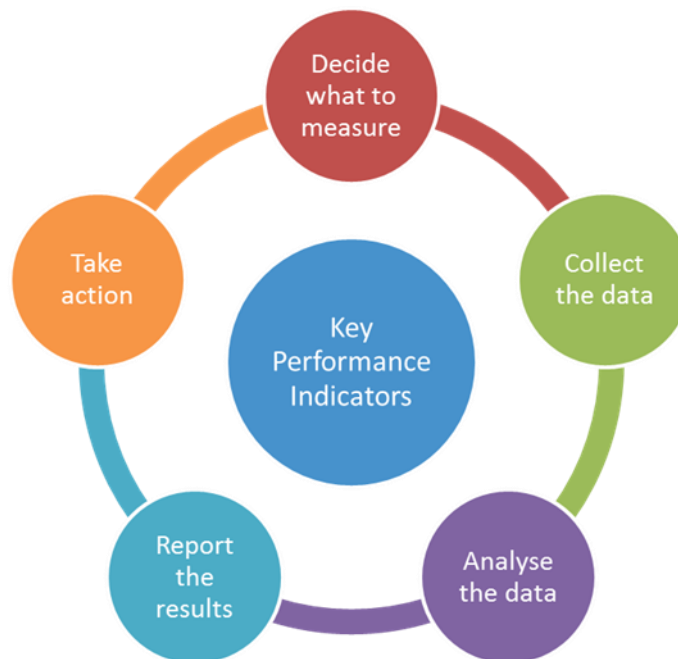 Decide
what to
measure
Collect
the data
Analyse
the data
Report
the
results
Take
action
Key
Performance
Indicators